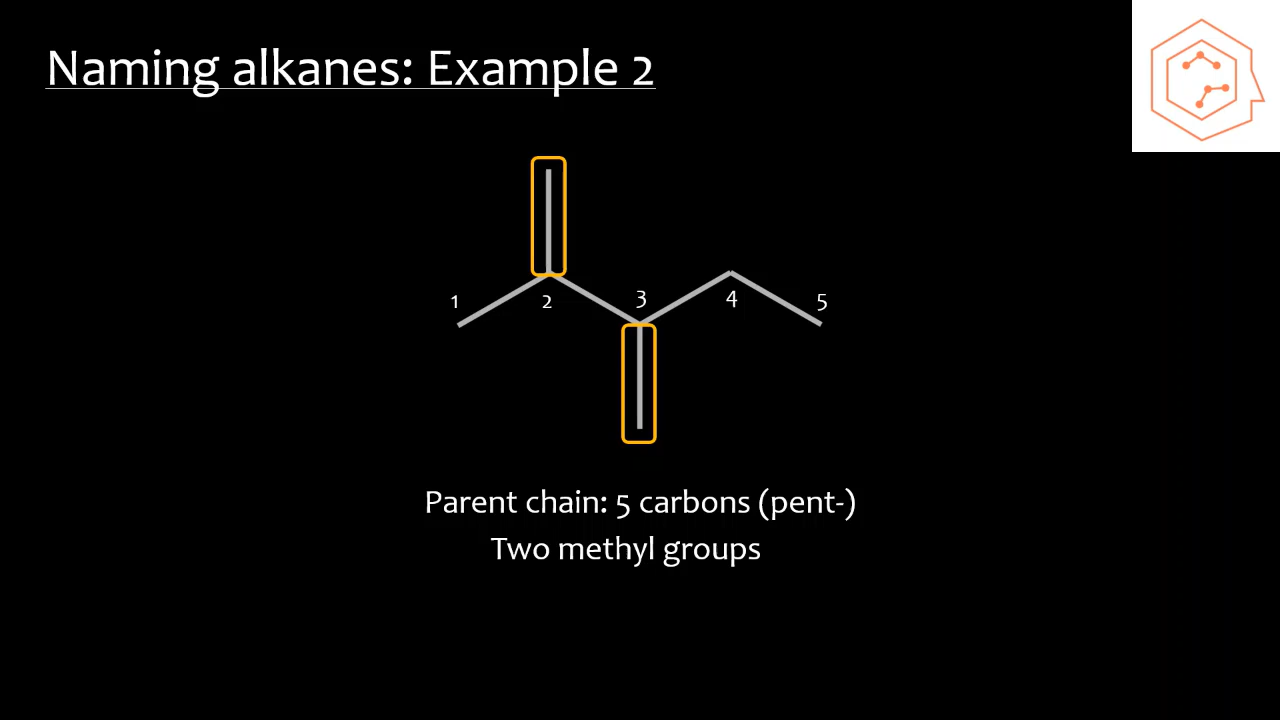 Naming alkanes: Example 2
1 2 3 4 5
Parent chain: 5 carbons (pent-)
Two methyl groups